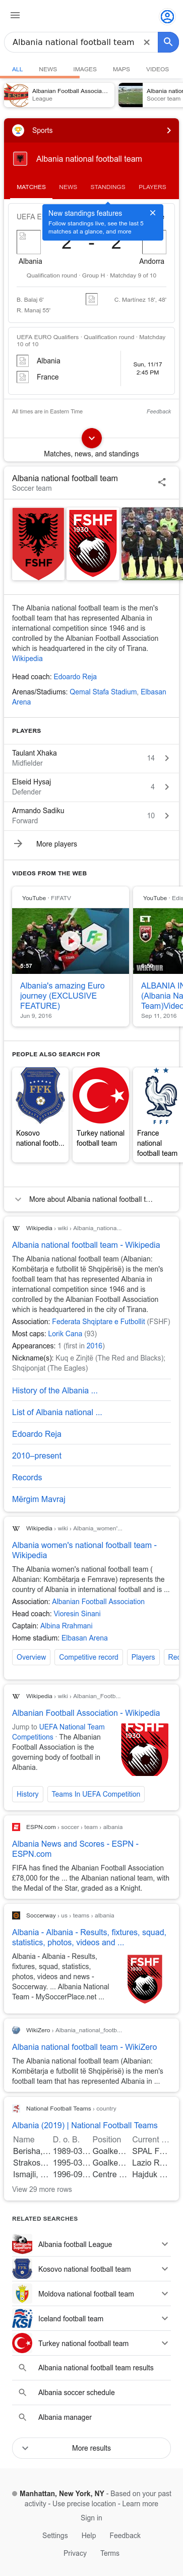 Albanian national football team
ALL NEWS IMAGES MAPS VIDEOS
Albanian Football Associa...
League
Albania nation
Soccer team
Sports
Albania national football team
MATCHES NEWS STANDINGS PLAYERS
New standings features
Follow standings live, see the last 5
matches at a glance, and more
UEFA E
2 - 2
Albania Andorra
Qualification round · Group H · Matchday 9 of 10
B. Balaj 6'
R. Manaj 55'
C. Martinez 18', 48'
UEFA EURO Qualifiers · Qualification round · Matchday
10 of 10
Albania
France
Sun, 11/17
2:45 PM
All times are in Eastern Time
Feedback
Matches, news, and standings
Albania national football team
Soccer team
FSHF
FSHF
1930
The Albania national football team is the men's
football team that has represented Albania in
international competition since 1946 and is
controlled by the Albanian Football Association
which is headquartered in the city of Tirana.
Wikipedia
Head coach: Edoardo Reja
Arenas/Stadiums: Qemal Stafa Stadium, Elbasan
Arena
PLAYERS
Taulant Xhaka
Midfielder
14
Elseid Hysaj
Defender
4
Armando Sadiku
Forward
10
More players
VIDEOS FROM THE WEB
YouTube · FIFATV
5:57
Albania's amazing Euro
journey (EXCLUSIVE
FEATURE)
Jun 9, 2016
YouTube · Edis
ET
ALBANIA IN
(Albania Na
Team)Video
Sep 11, 2016
PEOPLE ALSO SEARCH FOR
FFK
Kosovo
national footb...
Turkey national
football team
France
national
football team
More about Albania national football t...
Wikipedia › wiki › Albania_nationa...
Albania national football team - Wikipedia
The Albania national football team (Albanian:
Kombëtarja e futbollit të Shqipërisë) is the men's
football team that has represented Albania in
international competition since 1946 and is
controlled by the Albanian Football Association
which is headquartered in the city of Tirana.
Association: Federata Shqiptare e Futbollit (FSHF)
Most caps: Lorik Cana (93)
Appearances: 1 (first in 2016)
Nickname(s): Kuq e Zinjtë (The Red and Blacks);
Shqiponjat (The Eagles)
History of the Albania ...
List of Albania national ...
Edoardo Reja
2010–present
Records
Mërgim Mavraj
Wikipedia › wiki › Albania_women'...
Albania women's national football team -
Wikipedia
The Albania women's national football team (
Albanian: Kombëtarja e Femrave) represents the
country of Albania in international football and is ...
Association: Albanian Football Association
Head coach: Vioresin Sinani
Captain: Albina Rrahmani
Home stadium: Elbasan Arena
Overview Competitive record Players Rec
Wikipedia › wiki › Albanian_Footb...
Albanian Football Association - Wikipedia
Jump to UEFA National Team
Competitions · The Albanian
Football Association is the
governing body of football in
Albania.
FSHF
1930
History Teams In UEFA Competition
ESPN.com › soccer › team › albania
Albania News and Scores - ESPN -
ESPN.com
FIFA has fined the Albanian Football Association
£78,000 for the ... the Albanian national team, with
the Medal of the Star, graded as a Knight.
Soccerway › us › teams › albania
Albania - Albania - Results, fixtures, squad,
statistics, photos, videos and ...
Albania - Albania - Results,
fixtures, squad, statistics,
photos, videos and news -
Soccerway. ... Albania National
Team - MySoccerPlace.net ...
FSHF
WikiZero › Albania_national_footb...
Albania national football team - WikiZero
The Albania national football team (Albanian:
Kombëtarja e futbollit të Shqipërisë) is the men's
football team that represents Albania in ...
National Football Teams › country
Albania (2019) | National Football Teams
Name D. o. B. Position Current ...
Berisha,... 1989-03... Goalke... SPAL F...
Strakos... 1995-03... Goalke... Lazio R...
Ismajli, ... 1996-09... Centre ... Hajduk ...
View 29 more rows
RELATED SEARCHES
Albania football League
Kosovo national football team
Moldova national football team
Iceland football team
Turkey national football team
Albania national football team results
Albania soccer schedule
Albania manager
More results
Manhattan, New York, NY - Based on your past
activity - Use precise location - Learn more
Sign in
Settings Help Feedback
Privacy Terms